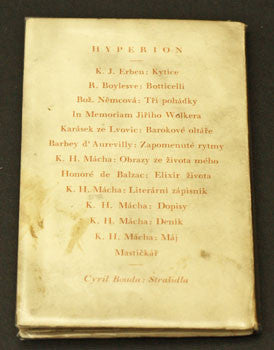 HYPERION
K. J. Erben: Kytice
R. Boylesve: Botticelli
Bož. Němcová: Tři pohádky
In Memoriam Jiřího Wolkera
Karásek ze Lvovic: Barokové oltáře
Barbey d'Aurevilly: Zapomenuté rytmy
K. H. Mácha: Obrazy ze života mého
Honoré de Balzac: Elixir života
K. H. Mácha: Literární zápisník
K. H. Mácha: Dopisy
K. H. Mácha: Deník
K. H. Mácha: Máj
Mastičkář
Cyril Bouda: Strašidla